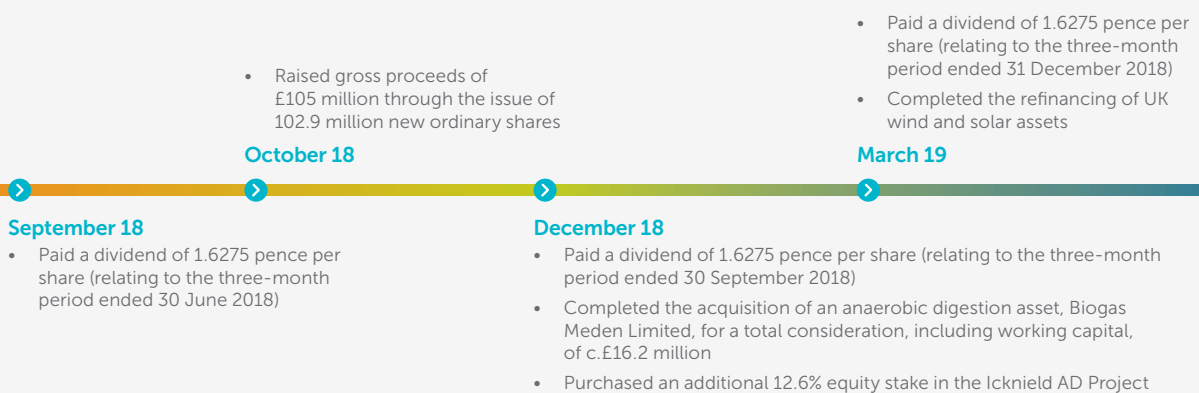 • Paid a dividend of 1.6275 pence per
share (relating to the three-month
period ended 31 December 2018)
• Completed the refinancing of UK
wind and solar assets
• Raised gross proceeds of
£105 million through the issue of
102.9 million new ordinary shares
October 18
March 19
September 18
• Paid a dividend of 1.6275 pence per
share (relating to the three-month
period ended 30 June 2018)
December 18
• Paid a dividend of 1.6275 pence per share (relating to the three-month
period ended 30 September 2018)
• Completed the acquisition of an anaerobic digestion asset, Biogas
Meden Limited, for a total consideration, including working capital,
of c.£16.2 million
• Purchased an additional 12.6% equity stake in the Icknield AD Project